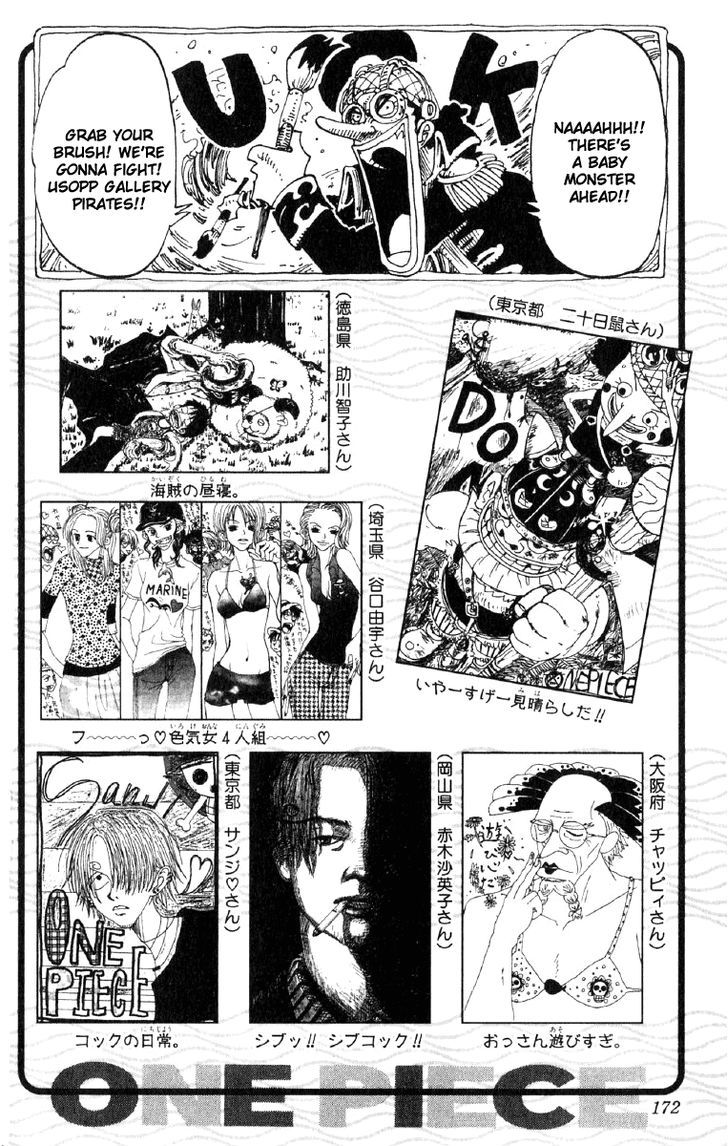 UCK
NAAAAHHH!!
THERE'S
A BABY
MONSTER
AHEAD!!
GRAB YOUR
BRUSH! WE'RE
GONNA FIGHT!
USOPP GALLERY
PIRATES!!
(東京都 二十日鼠さん)
DO
ONEPIECE
いやーすげー見晴らしだ!!
(徳島県 助川智子さん)
海賊の昼寝。
(埼玉県 谷口由宇さん)
MARINE
フ〜〜〜っ♡色気女4人組〜〜〜♡
(大阪府 チャッピィさん)
遊びいた
おっさん遊びすぎ。
(岡山県 赤木沙英子さん)
シブッ!! シブコック!!
(東京都 サンジ♡さん)
Sanji
ONE
PIECE
コックの日常。
ONE PIECE
172